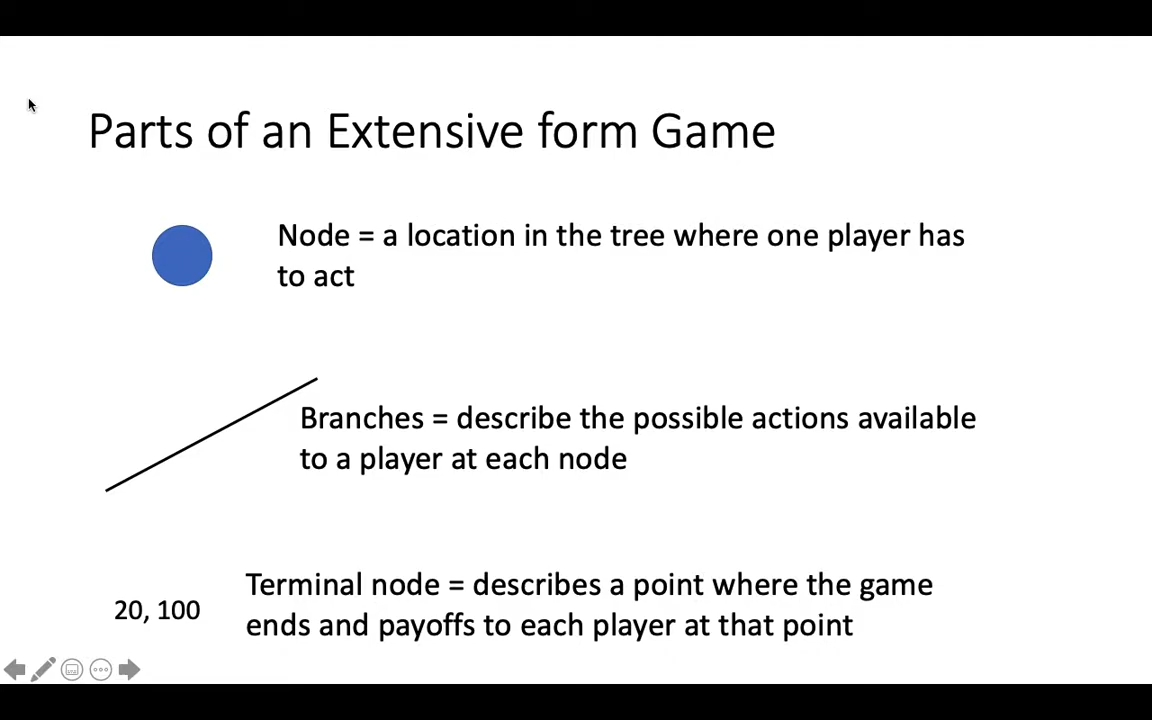 Parts of an Extensive form Game
Node = a location in the tree where one player has
to act
Branches = describe the possible actions available
to a player at each node
Terminal node = describes a point where the game
ends and payoffs to each player at that point
20, 100